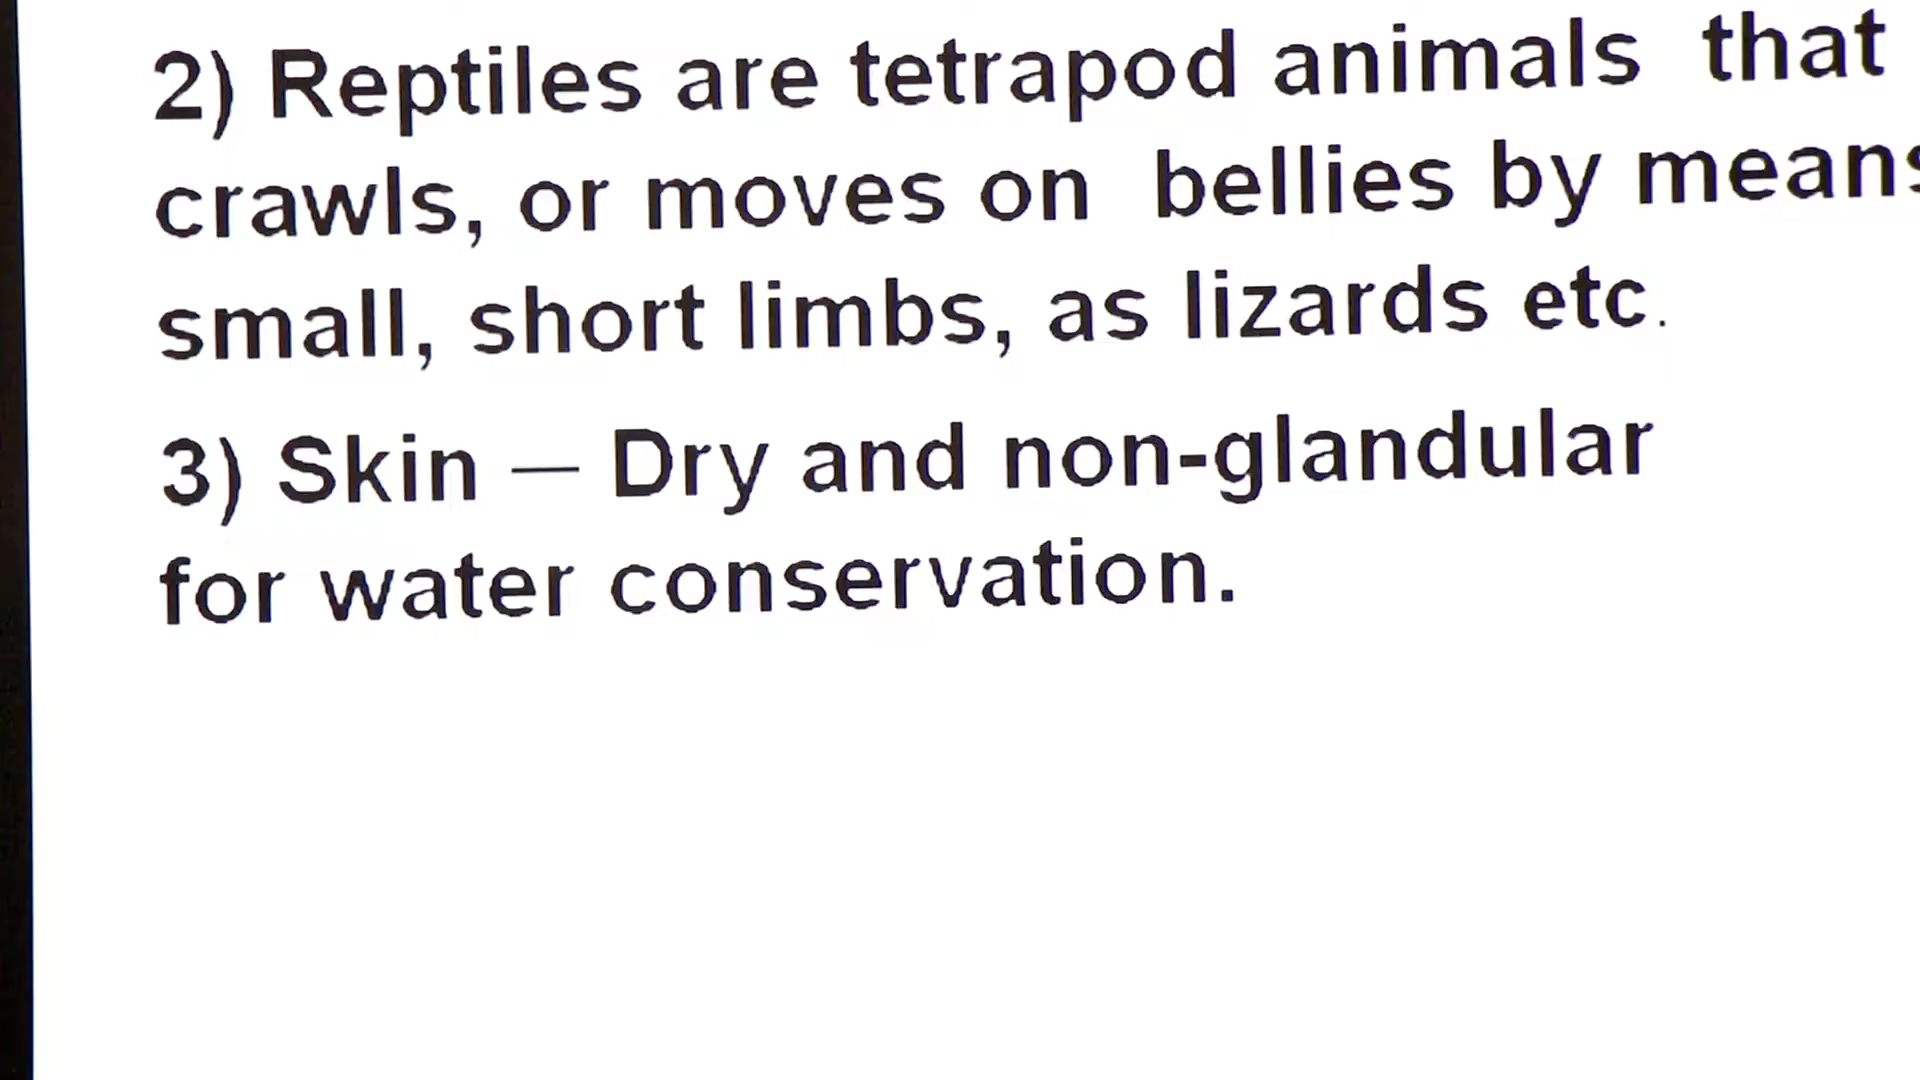 2) Reptiles are tetrapod animals that
crawls, or moves on bellies by means
small, short limbs, as lizards etc.
3) Skin – Dry and non-glandular
for water conservation.